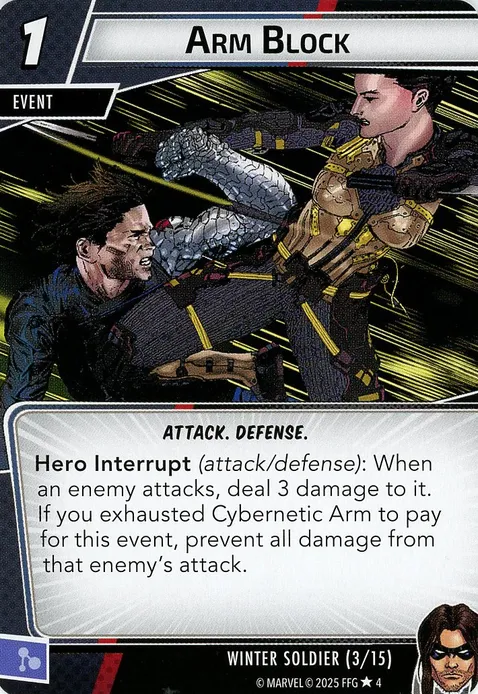 1
ARM BLOCK
EVENT
ATTACK. DEFENSE.
Hero Interrupt (attack/defense): When
an enemy attacks, deal 3 damage to it.
If you exhausted Cybernetic Arm to pay
for this event, prevent all damage from
that enemy's attack.
WINTER SOLDIER (3/15)
© MARVEL © 2025 FFG ★ 4